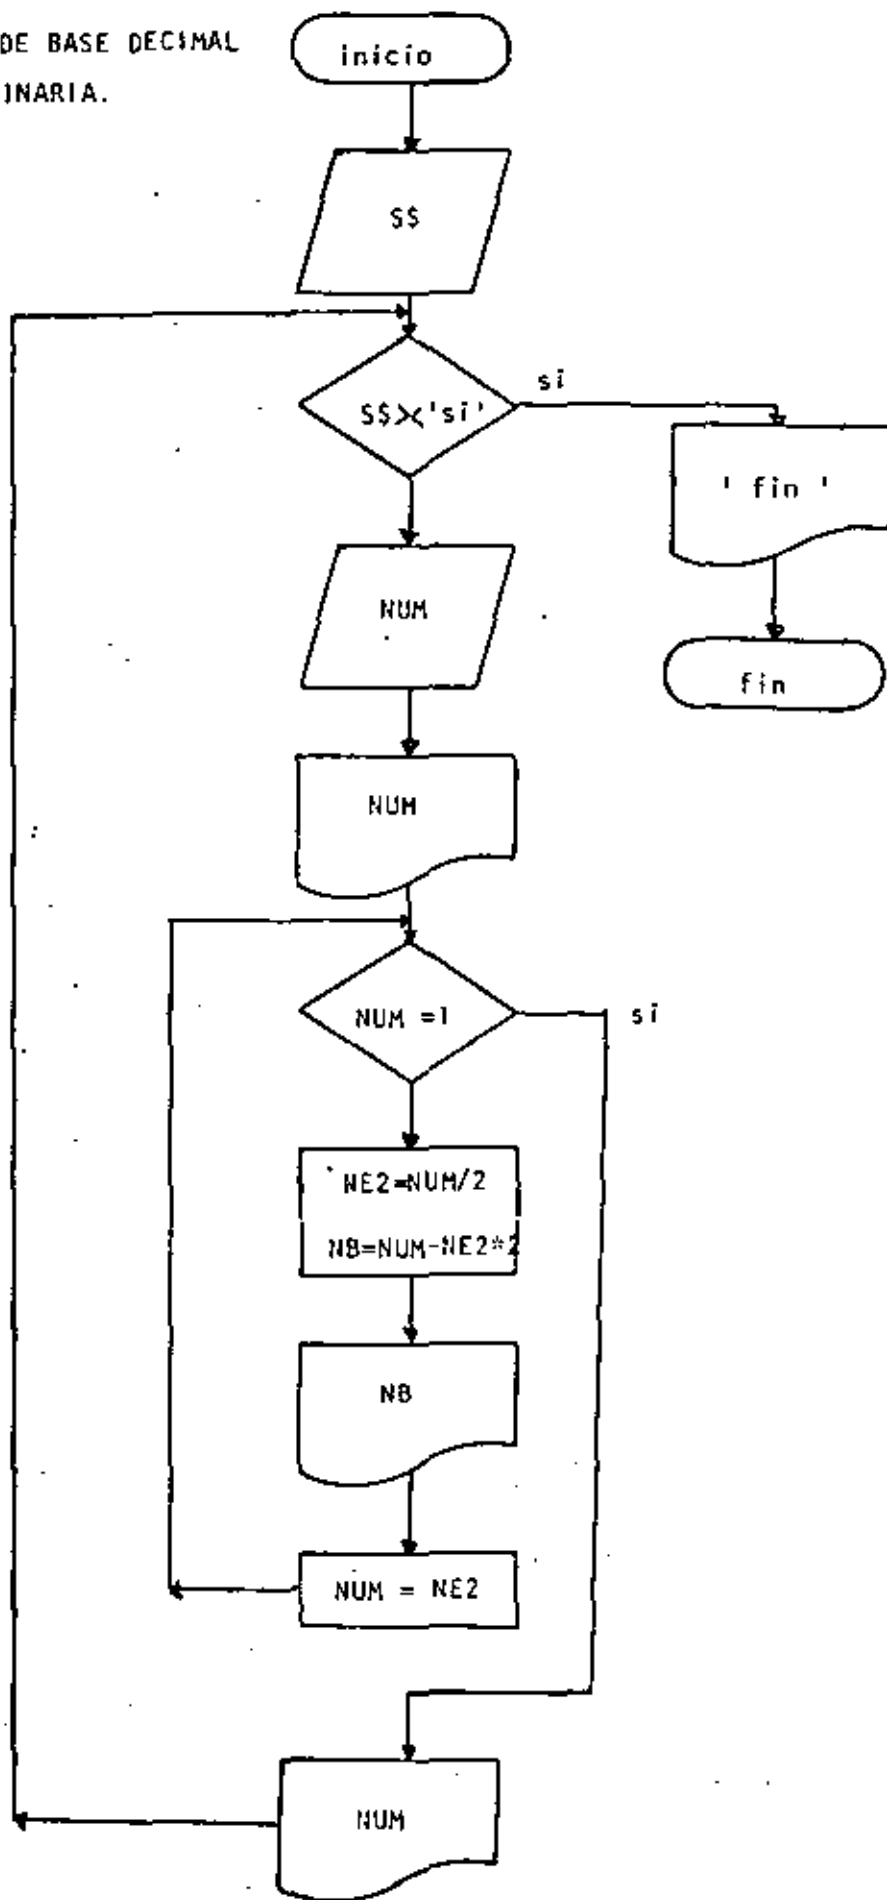 DE BASE DECIMAL
INARIA.
inicio
S$
S$><'si'
si
' fin '
fin
NUM
NUM
NUM =1
si
NE2=NUM/2
NB=NUM-NE2*2
NB
NUM = NE2
NUM